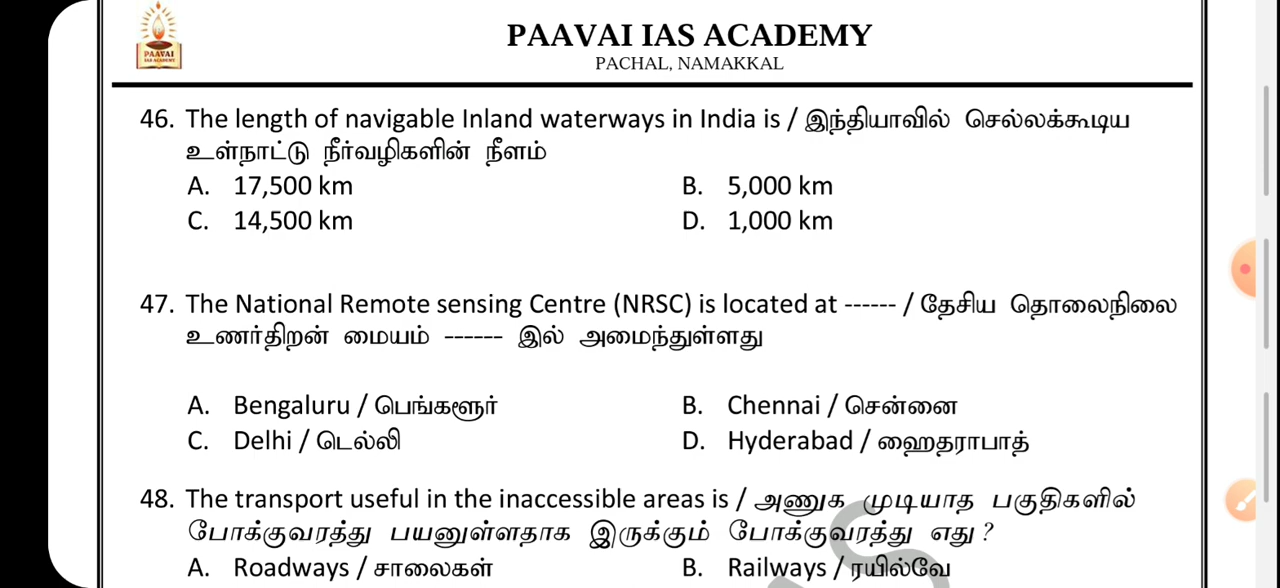 PAAVAI IAS ACADEMY
PACHAL, NAMAKKAL
PAAVAI
IAS ACADEMY
46. The length of navigable Inland waterways in India is / இந்தியாவில் செல்லக்கூடிய
உள்நாட்டு நீர்வழிகளின் நீளம்
A. 17,500 km B. 5,000 km
C. 14,500 km D. 1,000 km
47. The National Remote sensing Centre (NRSC) is located at ------ / தேசிய தொலைநிலை
உணர்திறன் மையம் ------ இல் அமைந்துள்ளது
A. Bengaluru / பெங்களூர் B. Chennai / சென்னை
C. Delhi / டெல்லி D. Hyderabad / ஹைதராபாத்
48. The transport useful in the inaccessible areas is / அணுக முடியாத பகுதிகளில்
போக்குவரத்து பயனுள்ளதாக இருக்கும் போக்குவரத்து எது ?
A. Roadways / சாலைகள் B. Railways / ரயில்வே